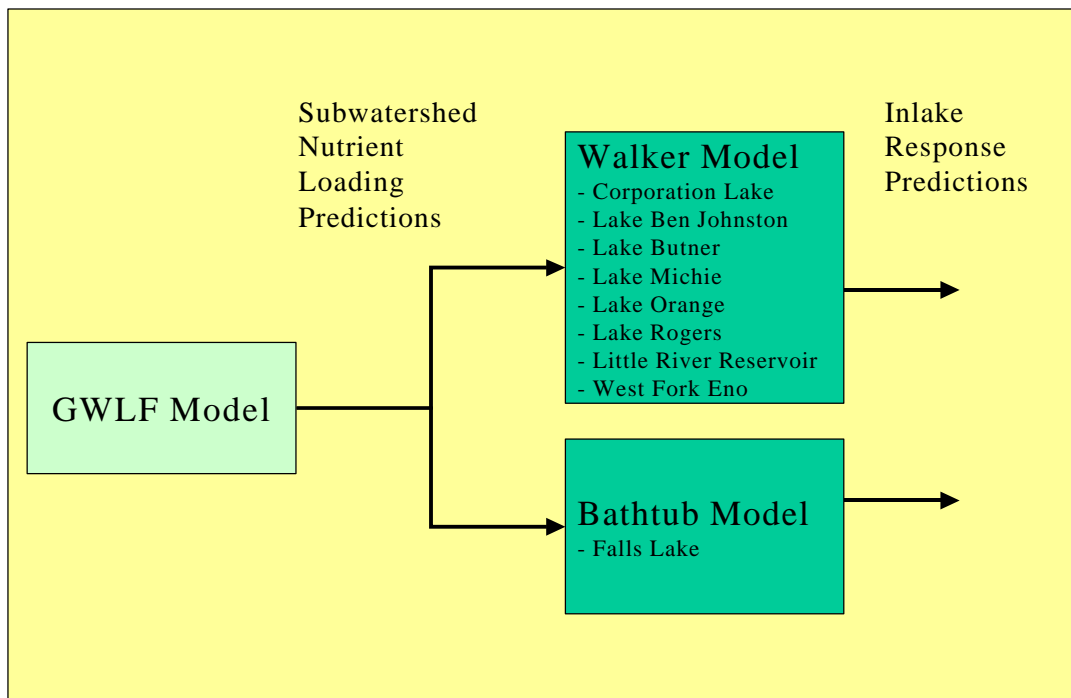 Subwatershed
Nutrient
Loading
Predictions
Inlake
Response
Predictions
Walker Model
- Corporation Lake
- Lake Ben Johnston
- Lake Butner
- Lake Michie
- Lake Orange
- Lake Rogers
- Little River Reservoir
- West Fork Eno
GWLF Model
Bathtub Model
- Falls Lake